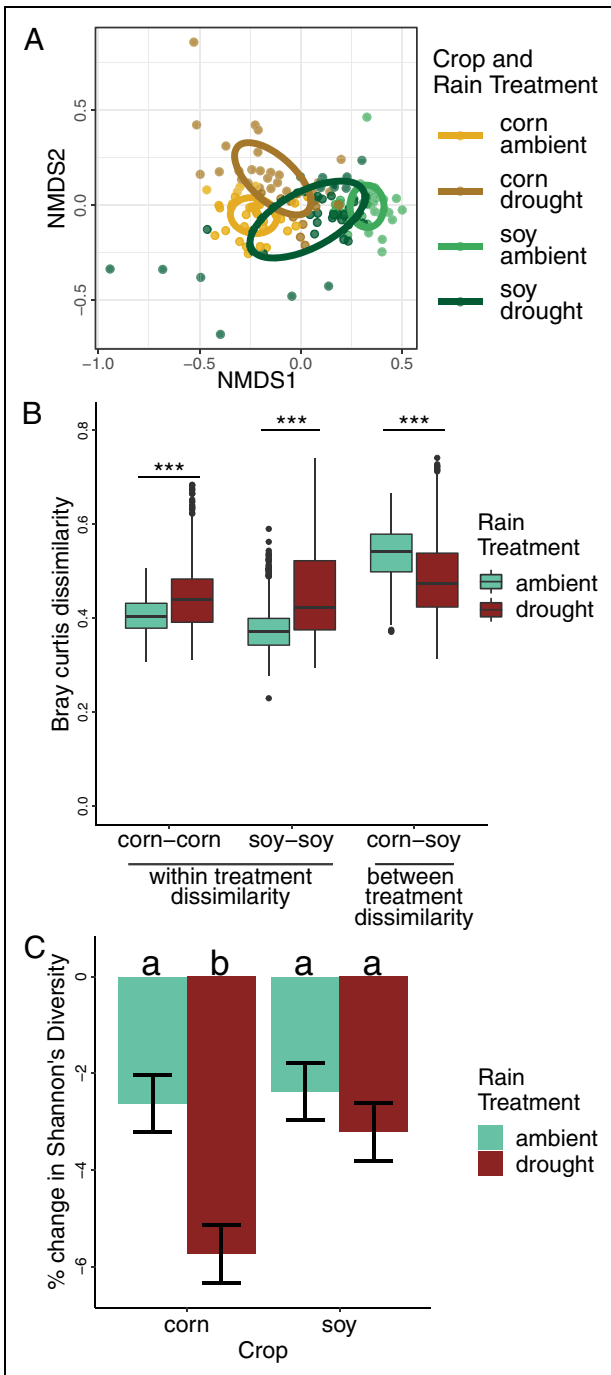 A
NMDS2
0.5
0.0
−0.5
−1.0
−0.5
0.0
0.5
NMDS1
Crop and
Rain Treatment
corn
ambient
corn
drought
soy
ambient
soy
drought
B
Bray curtis dissimilarity
0.8
0.6
0.4
0.2
0.0
***
***
***
corn−corn
soy−soy
corn−soy
within treatment
dissimilarity
between
treatment
dissimilarity
Rain
Treatment
ambient
drought
C
% change in Shannon's Diversity
0
−2
−4
−6
a
b
a
a
corn
soy
Crop
Rain
Treatment
ambient
drought